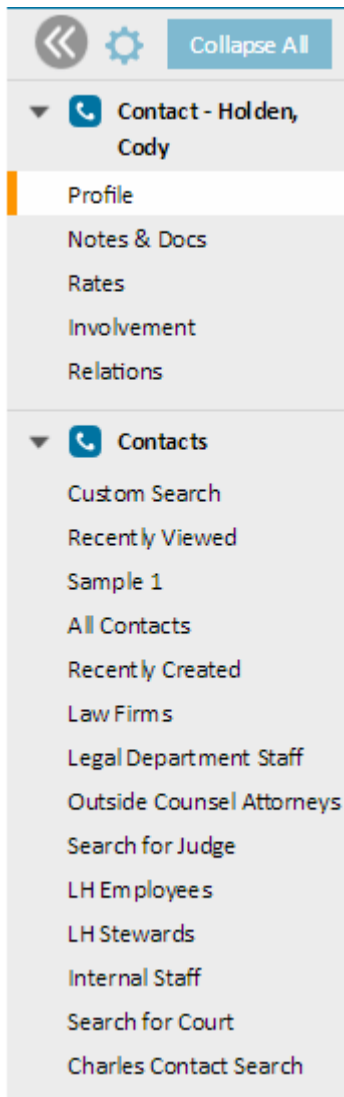 Collapse All
Contact - Holden,
Cody
Profile
Notes & Docs
Rates
Involvement
Relations
Contacts
Custom Search
Recently Viewed
Sample 1
All Contacts
Recently Created
Law Firms
Legal Department Staff
Outside Counsel Attorneys
Search for Judge
LH Employees
LH Stewards
Internal Staff
Search for Court
Charles Contact Search